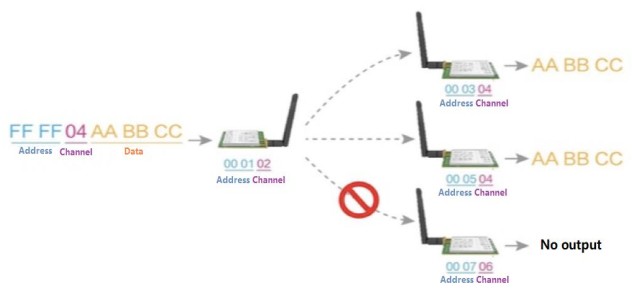 00 03 04
Address Channel
AA BB CC
FF FF 04 AA BB CC
Address Channel Data
00 01 02
Address Channel
00 05 04
Address Channel
AA BB CC
00 07 06
Address Channel
No output